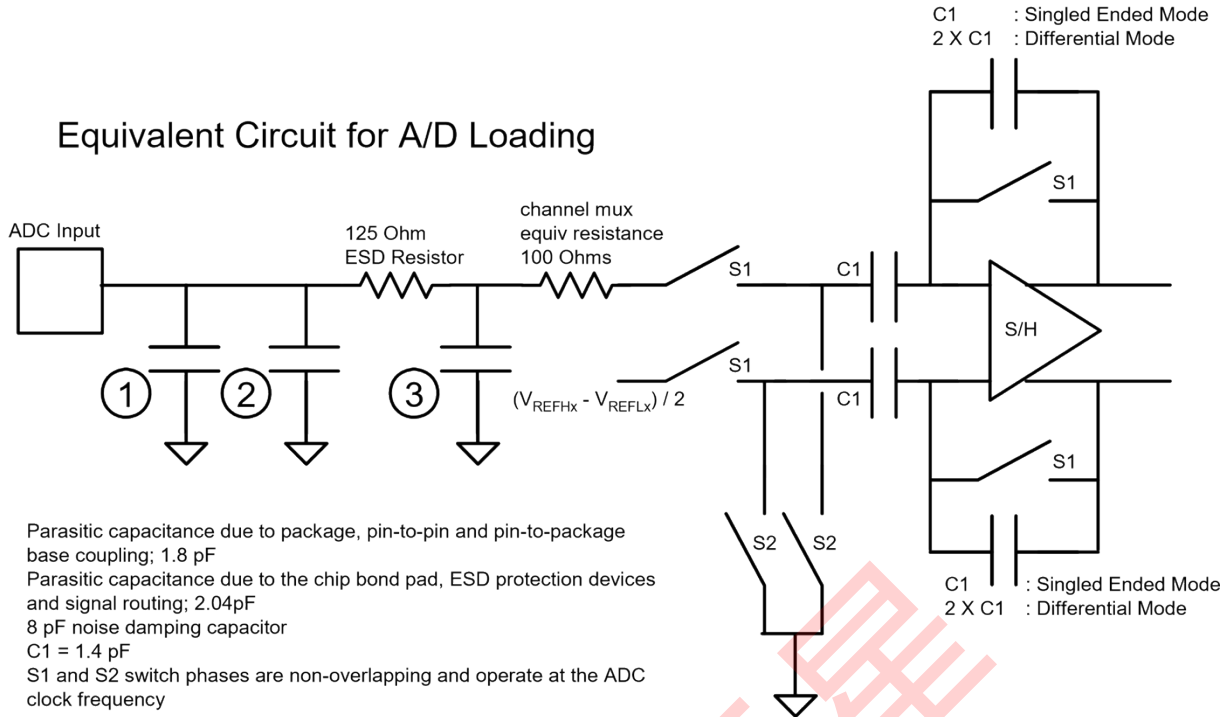 C1 : Singled Ended Mode
2 X C1 : Differential Mode
Equivalent Circuit for A/D Loading
S1
ADC Input
125 Ohm
ESD Resistor
channel mux
equiv resistance
100 Ohms
S1
C1
S/H
1
2
3
S1
C1
(VREFHx - VREFLx) / 2
S1
S2
S2
C1 : Singled Ended Mode
2 X C1 : Differential Mode
Parasitic capacitance due to package, pin-to-pin and pin-to-package
base coupling; 1.8 pF
Parasitic capacitance due to the chip bond pad, ESD protection devices
and signal routing; 2.04pF
8 pF noise damping capacitor
C1 = 1.4 pF
S1 and S2 switch phases are non-overlapping and operate at the ADC
clock frequency